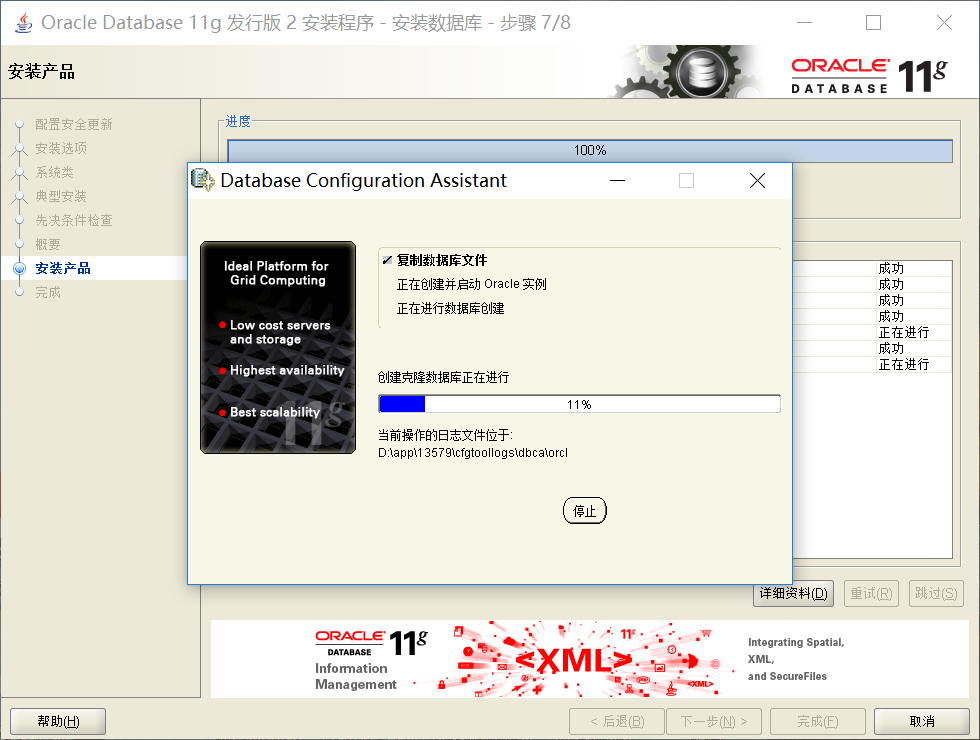 Oracle Database 11g 发行版 2 安装程序 - 安装数据库 - 步骤 7/8
安装产品
ORACLE
DATABASE
11g
配置安全更新
安装选项
系统类
典型安装
先决条件检查
概要
安装产品
完成
进度
100%
Database Configuration Assistant
Ideal Platform for
Grid Computing
Low cost servers
and storage
Highest availability
Best scalability
11g
复制数据库文件
正在创建并启动 Oracle 实例
正在进行数据库创建
创建克隆数据库正在进行
11%
当前操作的日志文件位于:
D:\app\13579\cfgtoollogs\dbca\orcl
停止
成功
成功
成功
成功
正在进行
成功
正在进行
详细资料(D)
重试(R)
跳过(S)
ORACLE
DATABASE
11g
Information
Management
11g
<XML>
<XML>
Integrating Spatial,
XML,
and SecureFiles
帮助(H)
< 后退(B)
下一步(N) >
完成(F)
取消